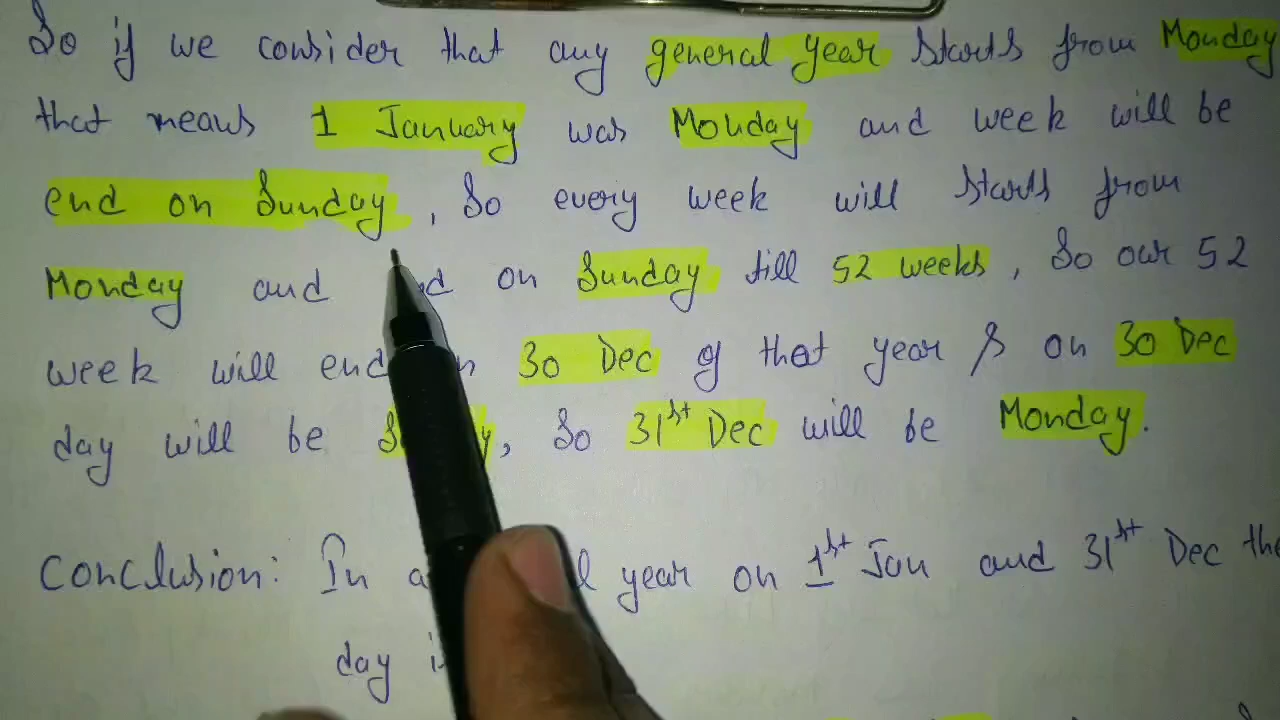 So if we consider that any general year starts from Monday
that means 1 January was Monday and week will be
end on Sunday, So every week will starts from
Monday and on Sunday till 52 weeks, So our 52
week will end 30 Dec of that year & on 30 Dec
day will be, So 31st Dec will be Monday.
Conclusion: In year on 1st Jan and 31st Dec
day